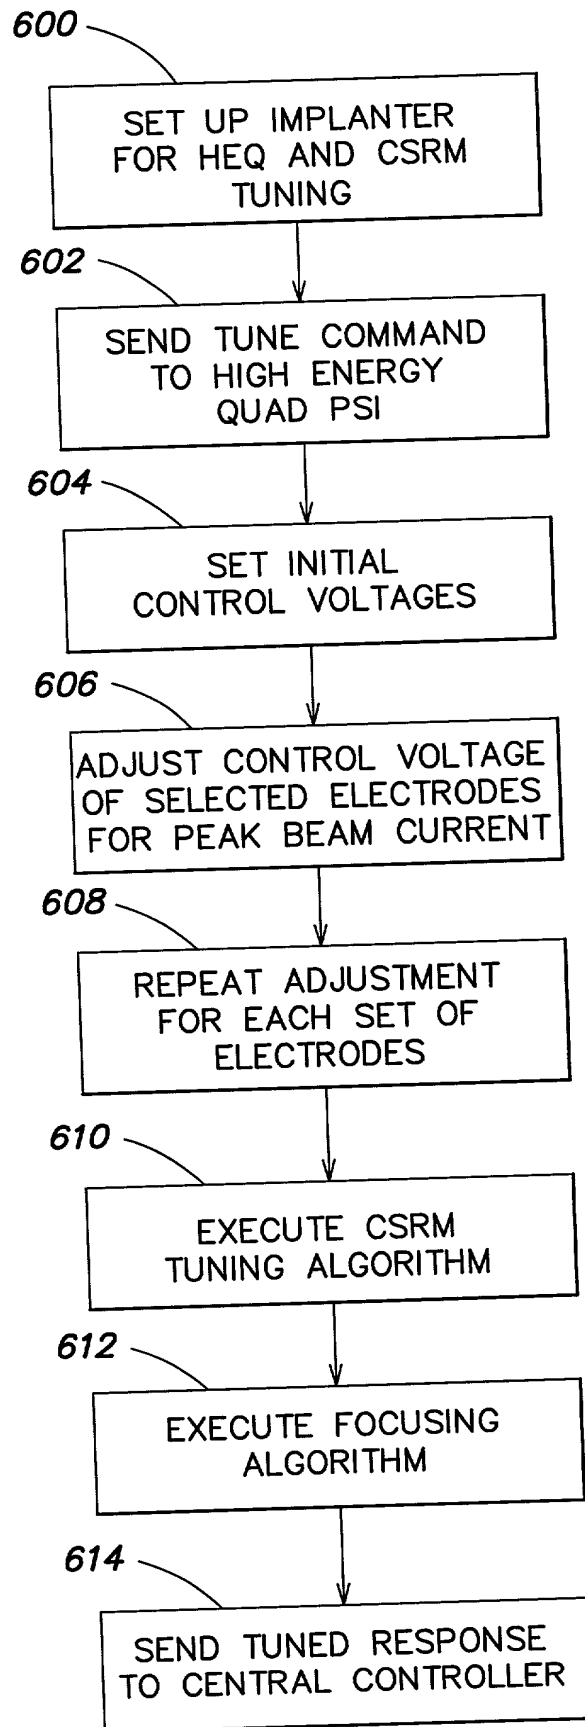 600
SET UP IMPLANTER
FOR HEQ AND CSRM
TUNING
602
SEND TUNE COMMAND
TO HIGH ENERGY
QUAD PSI
604
SET INITIAL
CONTROL VOLTAGES
606
ADJUST CONTROL VOLTAGE
OF SELECTED ELECTRODES
FOR PEAK BEAM CURRENT
608
REPEAT ADJUSTMENT
FOR EACH SET OF
ELECTRODES
610
EXECUTE CSRM
TUNING ALGORITHM
612
EXECUTE FOCUSING
ALGORITHM
614
SEND TUNED RESPONSE
TO CENTRAL CONTROLLER